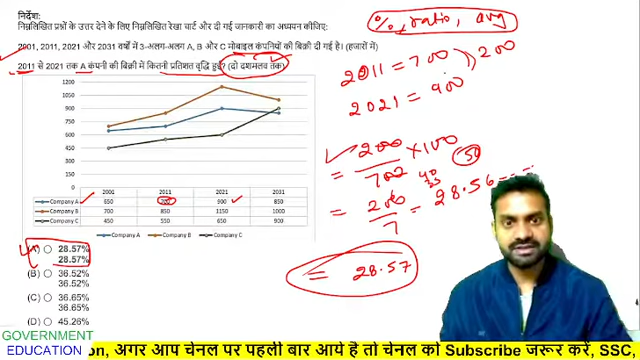 निर्देश:
निम्नलिखित प्रश्नों के उत्तर देने के लिए निम्नलिखित रेखा चार्ट और दी गई जानकारी का अध्ययन कीजिए:
2001, 2011, 2021 और 2031 वर्षों में 3-अलग-अलग A, B और C मोबाइल कंपनियों की बिक्री दी गई है। (हजारों में)
2011 से 2021 तक A कंपनी की बिक्री में कितनी प्रतिशत वृद्धि हुई? (दो दशमलव तक)
%, ratio, avg
2011 = 700
200
2021 = 900
1200
1050
900
750
600
450
300
150
0
2001 2011 2021 2031
Company A 650 900 850
Company B 700 850 1150 1000
Company C 450 550 650 900
Company A Company B Company C
= 200/700 × 100
= 200/7 = 28.56
= 28.57
(A) 28.57%
28.57%
(B) 36.52%
36.52%
(C) 36.65%
36.65%
(D) 45.26%
GOVERNMENT
EDUCATION
on, अगर आप चेनल पर पहली बार आये है तो चेनल को Subscribe जरूर करें, SSC,